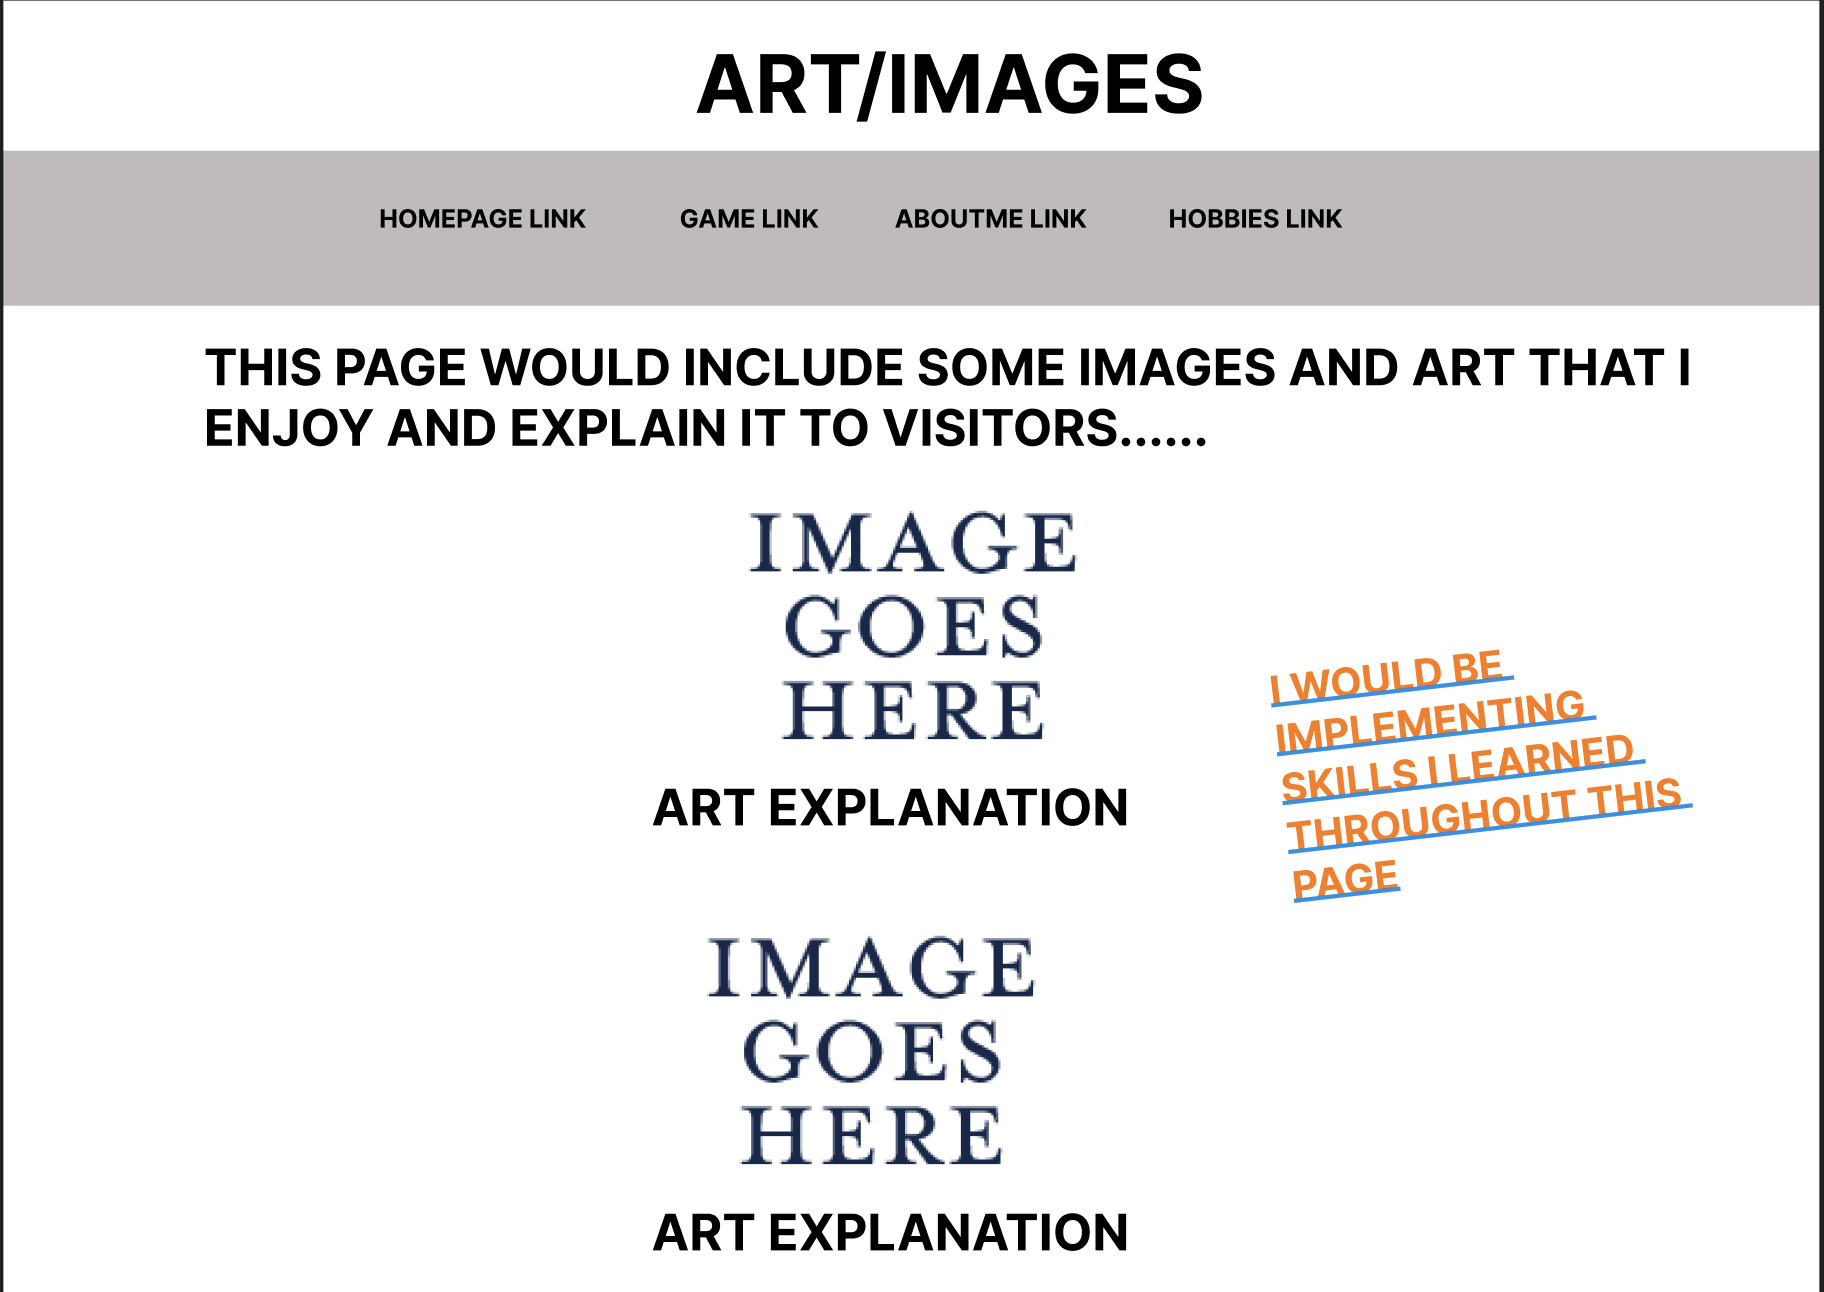 ART/IMAGES
HOMEPAGE LINK GAME LINK ABOUTME LINK HOBBIES LINK
THIS PAGE WOULD INCLUDE SOME IMAGES AND ART THAT I
ENJOY AND EXPLAIN IT TO VISITORS......
IMAGE
GOES
HERE
ART EXPLANATION
I WOULD BE
IMPLEMENTING
SKILLS I LEARNED
THROUGHOUT THIS
PAGE
IMAGE
GOES
HERE
ART EXPLANATION